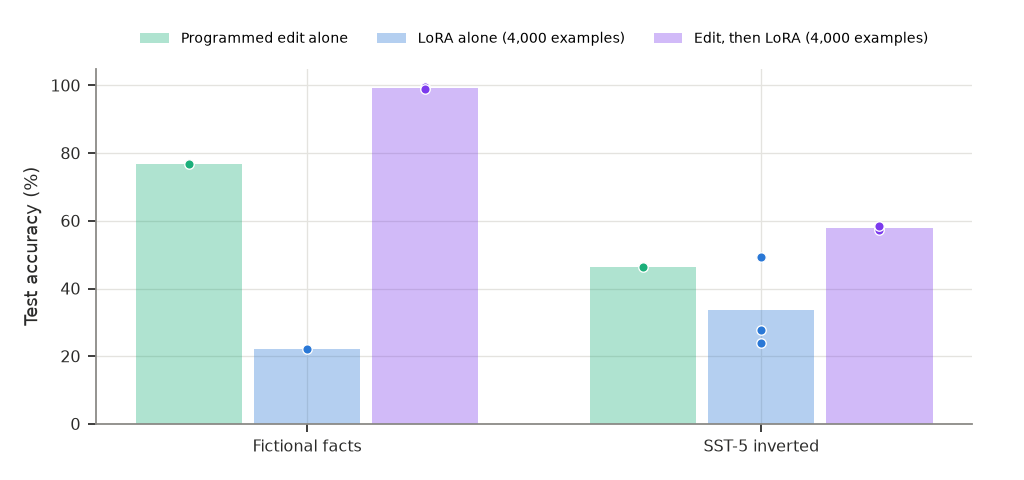 Programmed edit alone
LoRA alone (4,000 examples)
Edit, then LoRA (4,000 examples)
Test accuracy (%)
100
80
60
40
20
0
Fictional facts
SST-5 inverted